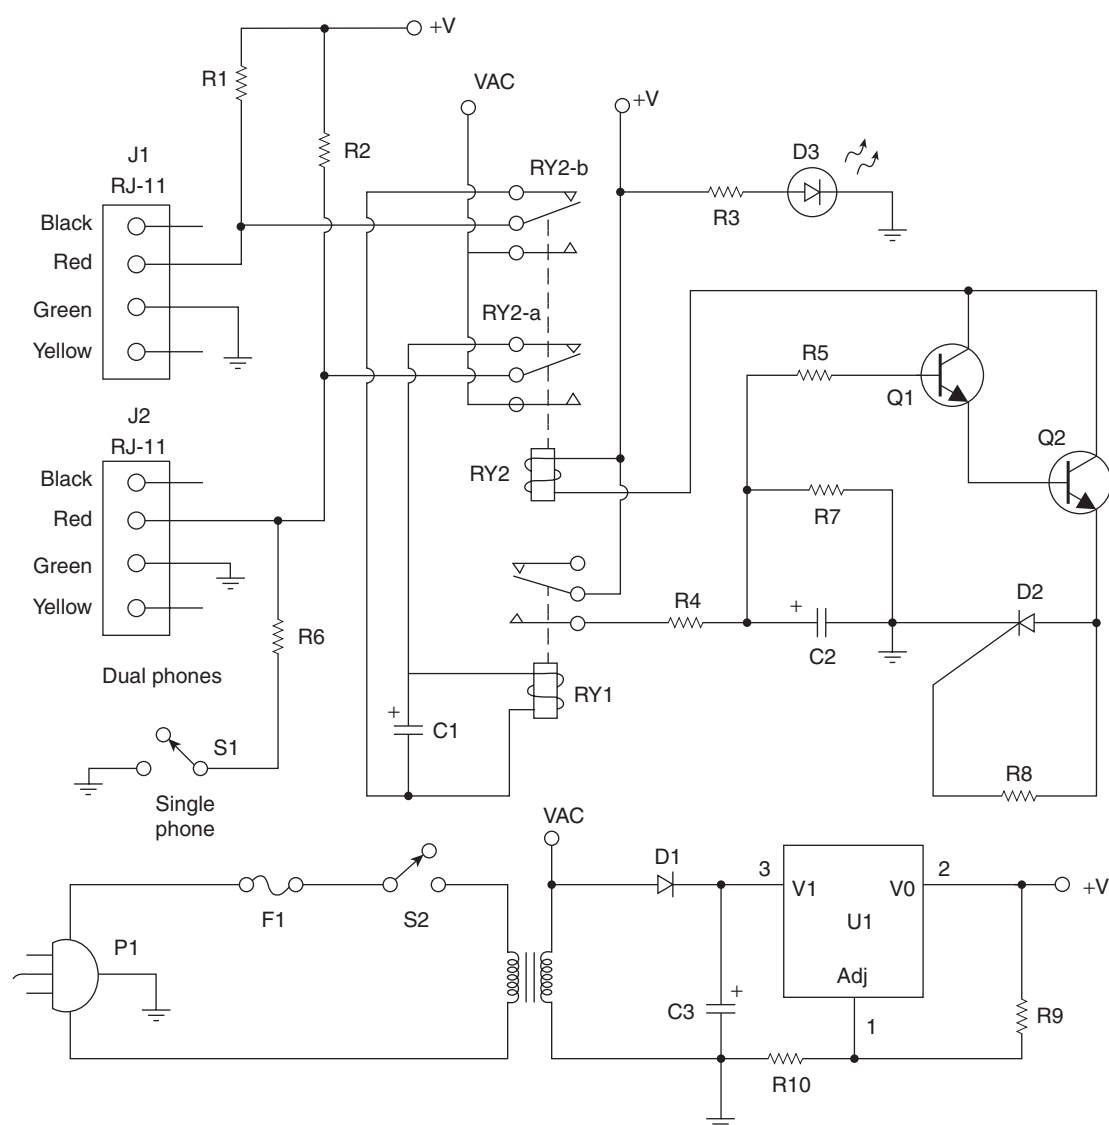 +V
R1
VAC
+V
R2
J1
RJ-11
RY2-b
D3
R3
Black
Red
Green
Yellow
RY2-a
R5
Q1
J2
RJ-11
Q2
Black
Red
Green
Yellow
RY2
R7
R4
+
C2
D2
R6
Dual phones
RY1
+
C1
S1
Single
phone
R8
VAC
D1
3
V1
V0
2
+V
U1
F1
S2
P1
Adj
1
C3
+
R9
R10